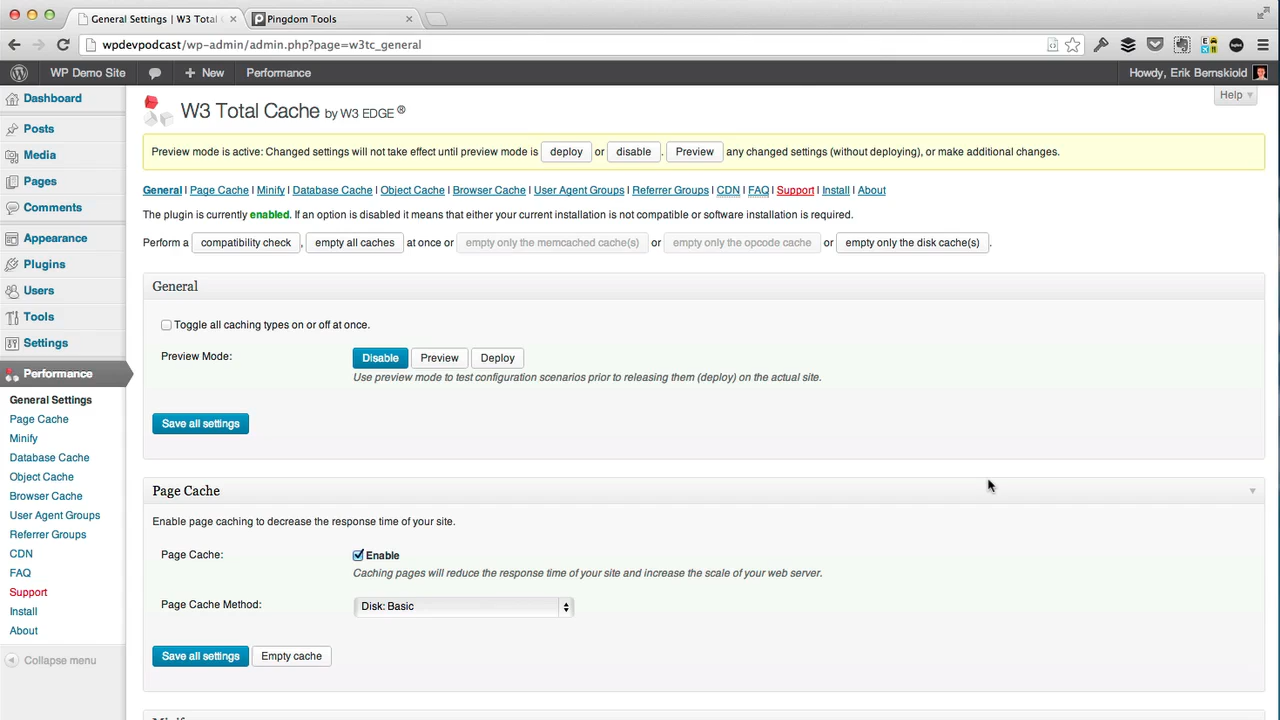 General Settings | W3 Total
Pingdom Tools
wpdevpodcast/wp-admin/admin.php?page=w3tc_general
WP Demo Site
+ New
Performance
Howdy, Erik Bernskiold
Dashboard
Posts
Media
Pages
Comments
Appearance
Plugins
Users
Tools
Settings
Performance
General Settings
Page Cache
Minify
Database Cache
Object Cache
Browser Cache
User Agent Groups
Referrer Groups
CDN
FAQ
Support
Install
About
Collapse menu
Help
W3 Total Cache by W3 EDGE ®
Preview mode is active: Changed settings will not take effect until preview mode is deploy or disable. Preview any changed settings (without deploying), or make additional changes.
General | Page Cache | Minify | Database Cache | Object Cache | Browser Cache | User Agent Groups | Referrer Groups | CDN | FAQ | Support | Install | About
The plugin is currently enabled. If an option is disabled it means that either your current installation is not compatible or software installation is required.
Perform a compatibility check, empty all caches at once or empty only the memcached cache(s) or empty only the opcode cache or empty only the disk cache(s).
General
Toggle all caching types on or off at once.
Preview Mode: Disable Preview Deploy
Use preview mode to test configuration scenarios prior to releasing them (deploy) on the actual site.
Save all settings
Page Cache
Enable page caching to decrease the response time of your site.
Page Cache: Enable
Caching pages will reduce the response time of your site and increase the scale of your web server.
Page Cache Method: Disk: Basic
Save all settings Empty cache